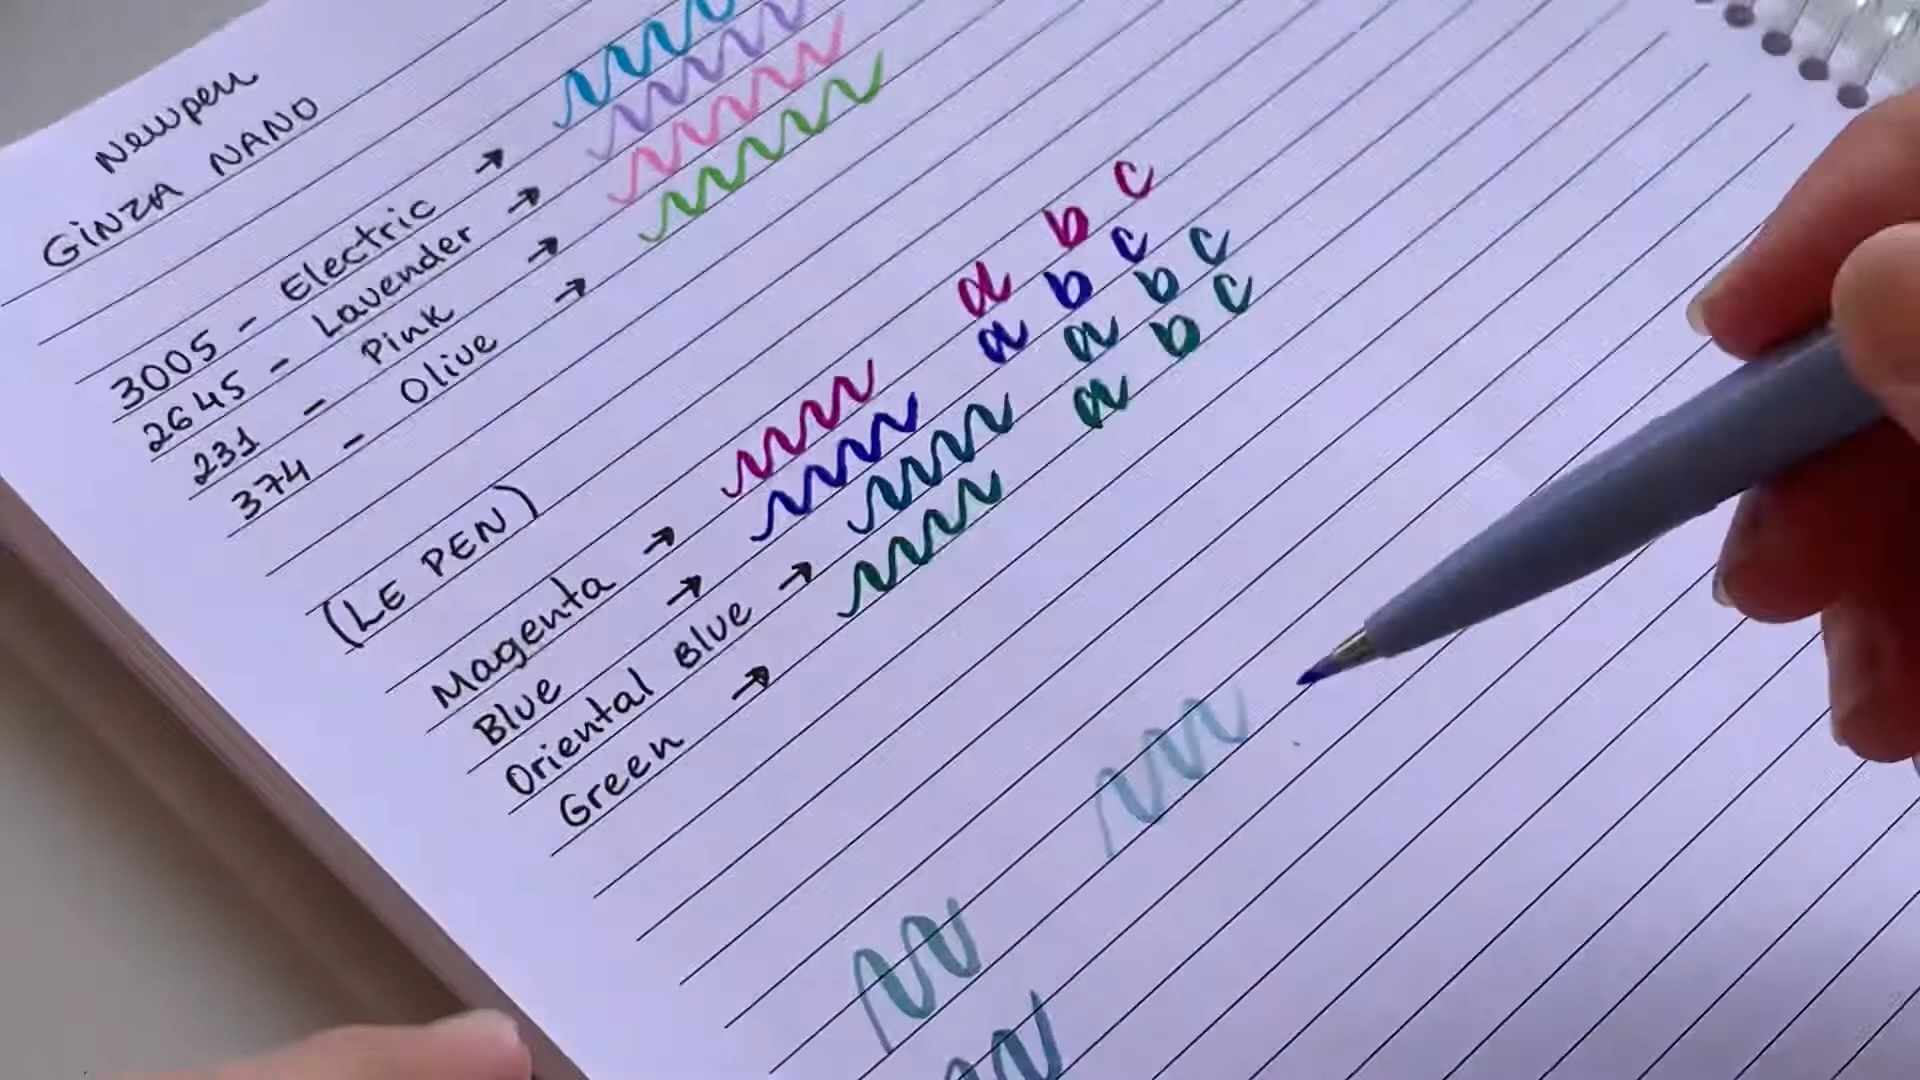 Newpen
GINZA NANO
3005 - Electric →
2645 - Lavender →
231 - Pink →
374 - Olive →
(LE PEN)
Magenta → a b c
Blue → a b c
Oriental Blue → a b c
Green → a b c